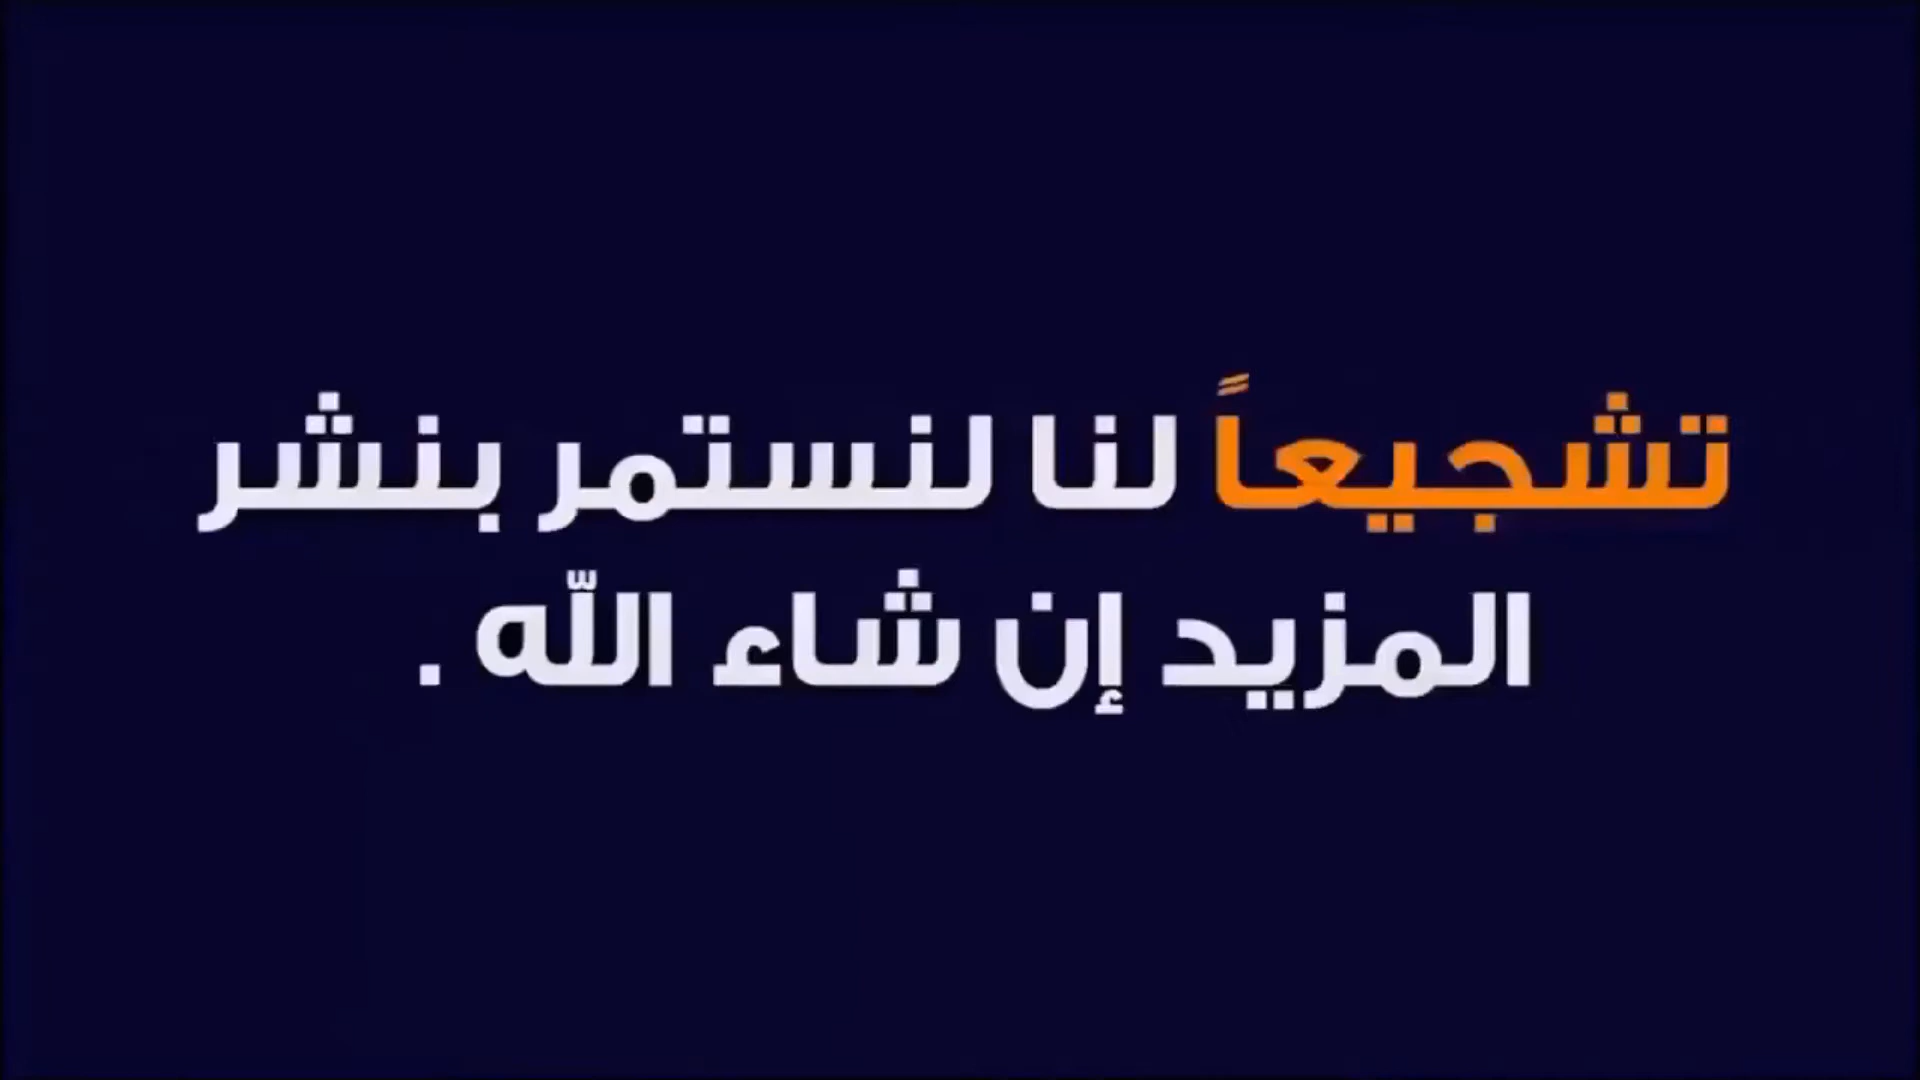 تشجيعاً لنا لنستمر بنشر
المزيد إن شاء اللّه .